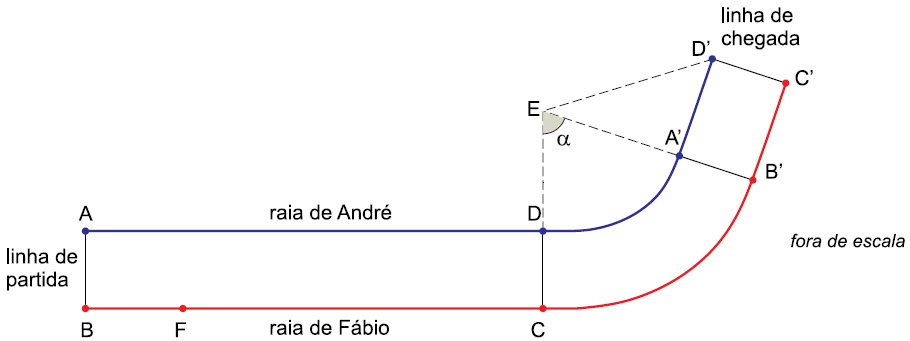 linha de
chegada
D’
C’
E
α
A’
B’
A
raia de André
D
linha de
partida
fora de escala
B
F
raia de Fábio
C